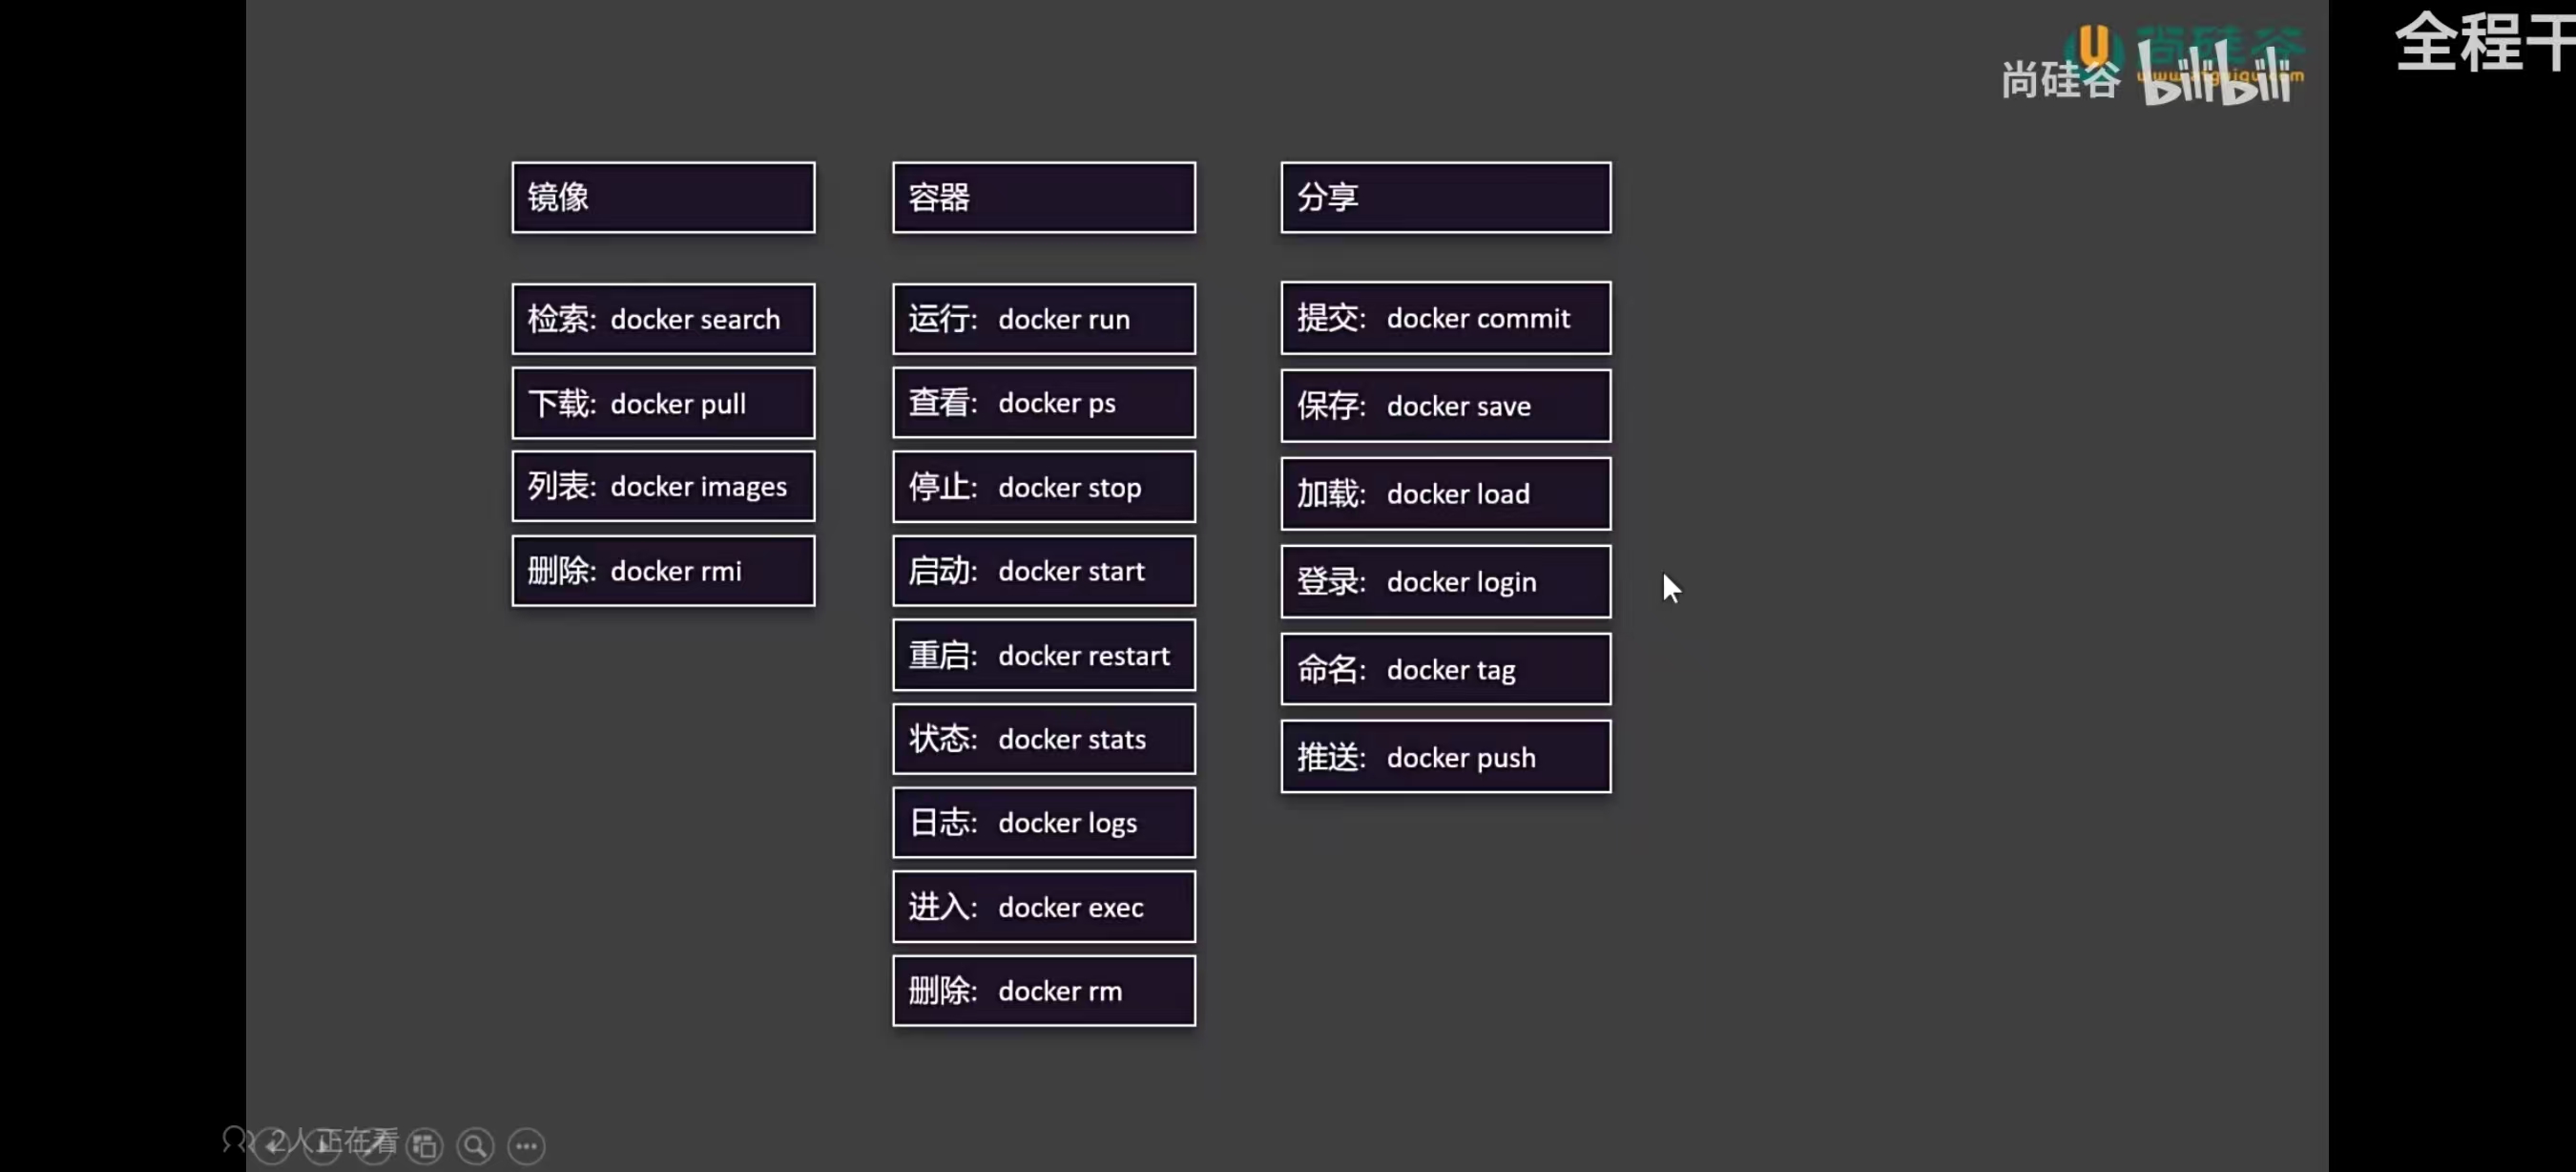 全程干
尚硅谷 bilibili
镜像
检索: docker search
下载: docker pull
列表: docker images
删除: docker rmi
容器
运行: docker run
查看: docker ps
停止: docker stop
启动: docker start
重启: docker restart
状态: docker stats
日志: docker logs
进入: docker exec
删除: docker rm
分享
提交: docker commit
保存: docker save
加载: docker load
登录: docker login
命名: docker tag
推送: docker push
2人正在看